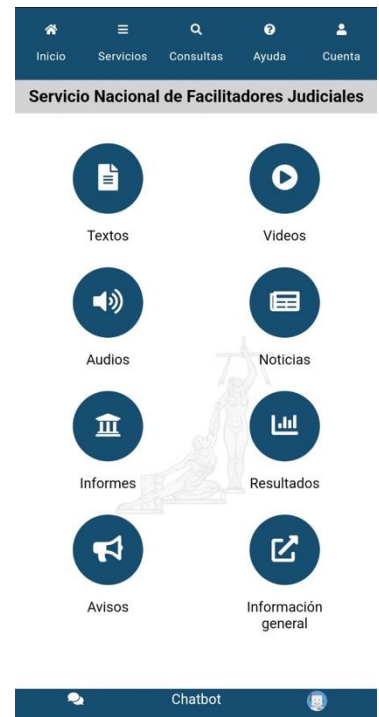 Inicio Servicios Consultas Ayuda Cuenta
Servicio Nacional de Facilitadores Judiciales
Textos Videos
Audios Noticias
Informes Resultados
Avisos Información
general
Chatbot